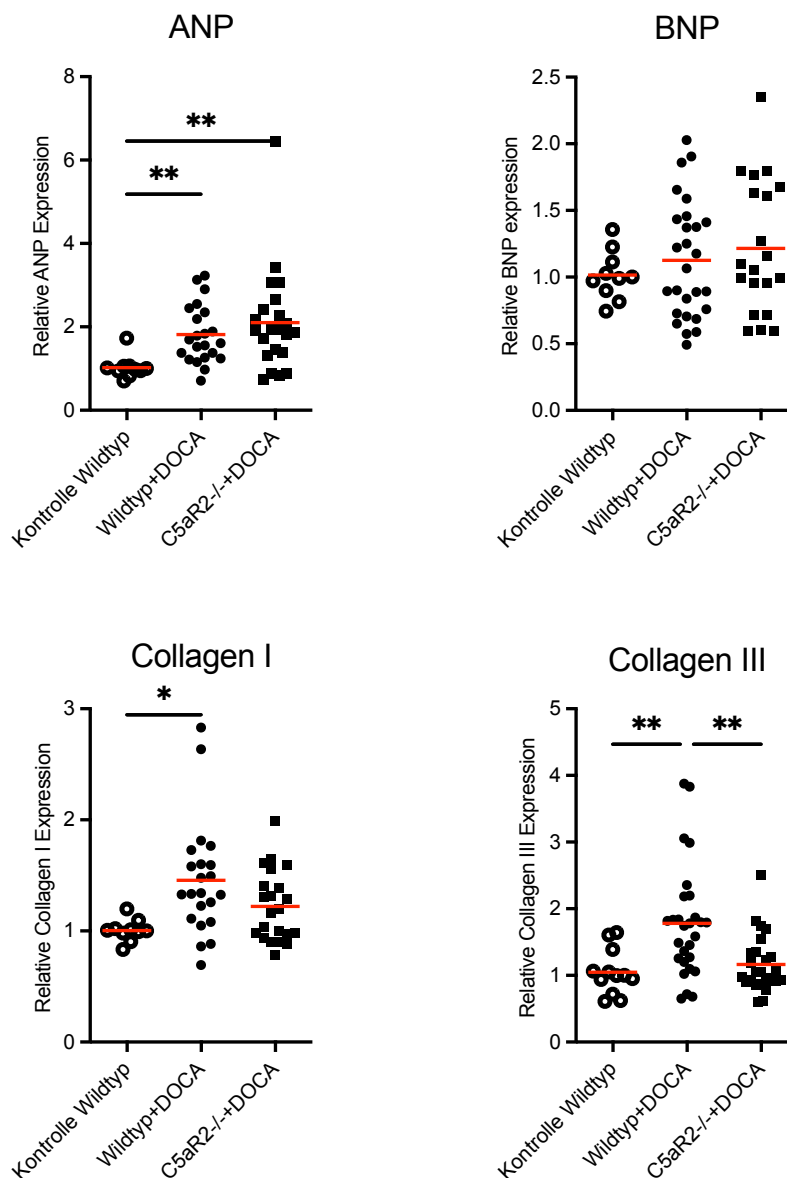 ANP
Relative ANP Expression
8
6
4
2
0
**
**
Kontrolle Wildtyp
Wildtyp+DOCA
C5aR2-/-+DOCA
BNP
Relative BNP expression
2.5
2.0
1.5
1.0
0.5
0.0
Kontrolle Wildtyp
Wildtyp+DOCA
C5aR2-/-+DOCA
Collagen I
Relative Collagen I Expression
3
2
1
0
*
Kontrolle Wildtyp
Wildtyp+DOCA
C5aR2-/-+DOCA
Collagen III
Relative Collagen III Expression
5
4
3
2
1
0
** **
Kontrolle Wildtyp
Wildtyp+DOCA
C5aR2-/-+DOCA